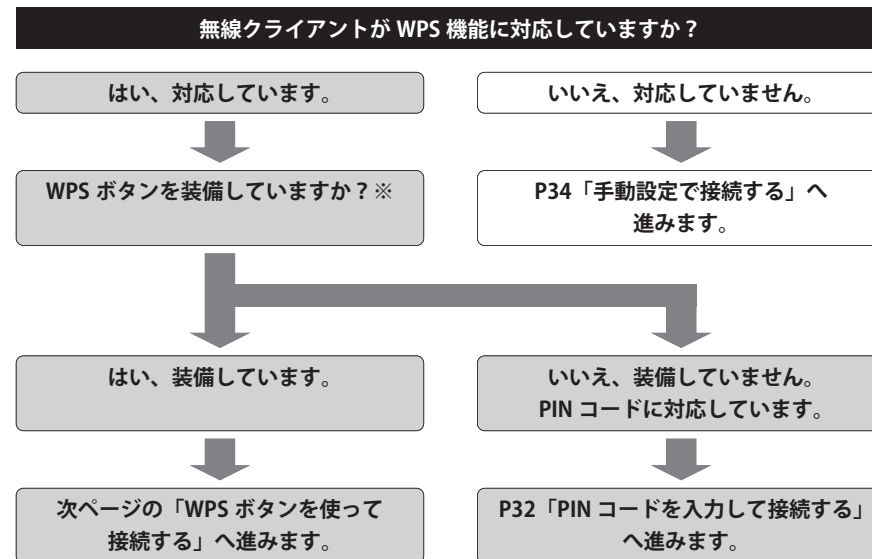 無線クライアントが WPS 機能に対応していますか？
はい、対応しています。
いいえ、対応していません。
WPS ボタンを装備していますか？※
P34「手動設定で接続する」へ
進みます。
はい、装備しています。
いいえ、装備していません。
PIN コードに対応しています。
次ページの「WPS ボタンを使って
接続する」へ進みます。
P32「PIN コードを入力して接続する」
へ進みます。